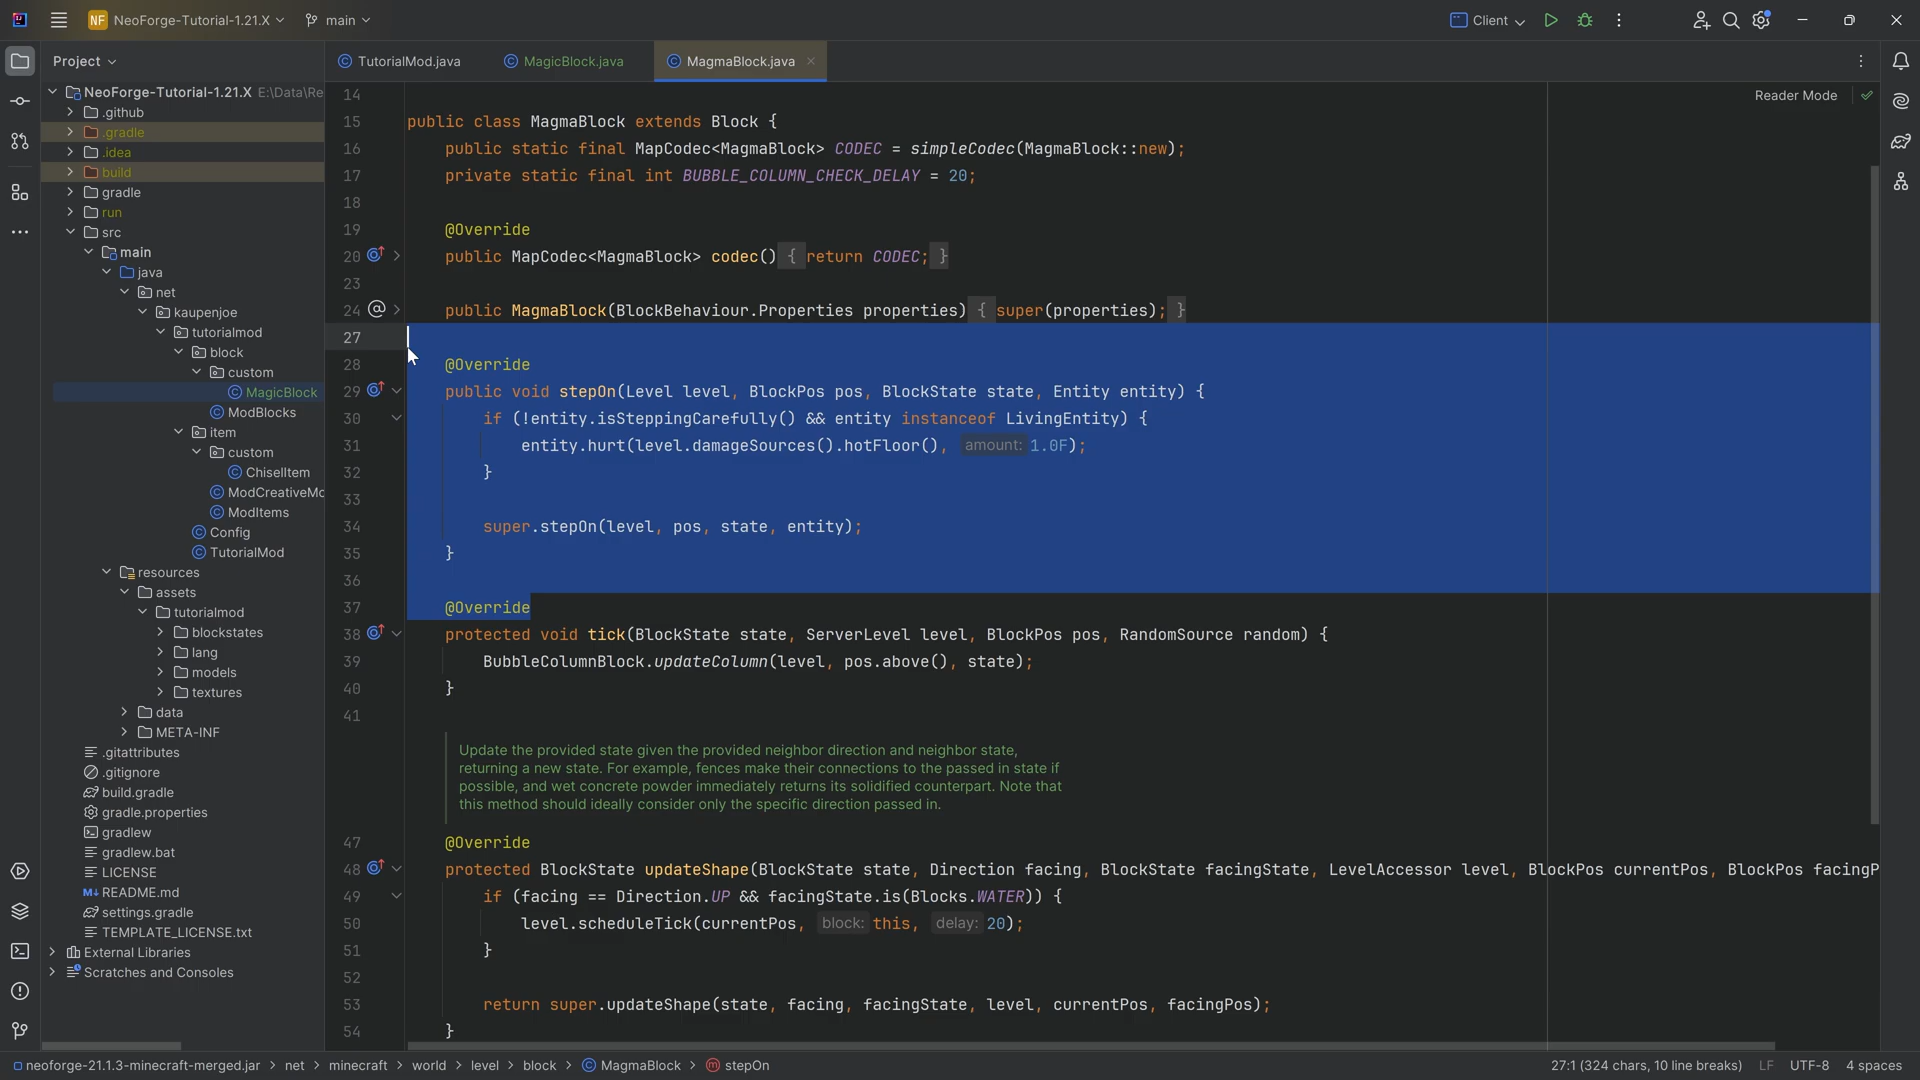 NF NeoForge-Tutorial-1.21.X main Client
Project TutorialMod.java MagicBlock.java MagmaBlock.java
NeoForge-Tutorial-1.21.X E:\Data\Re
.github
.gradle
.idea
build
gradle
run
src
main
java
net
kaupenjoe
tutorialmod
block
custom
MagicBlock
ModBlocks
item
custom
ChiselItem
ModCreativeMo
ModItems
Config
TutorialMod
resources
assets
tutorialmod
blockstates
lang
models
textures
data
META-INF
.gitattributes
.gitignore
build.gradle
gradle.properties
gradlew
gradlew.bat
LICENSE
README.md
settings.gradle
TEMPLATE_LICENSE.txt
External Libraries
Scratches and Consoles
Reader Mode
14
15 public class MagmaBlock extends Block {
16 public static final MapCodec<MagmaBlock> CODEC = simpleCodec(MagmaBlock::new);
17 private static final int BUBBLE_COLUMN_CHECK_DELAY = 20;
18
19 @Override
20 public MapCodec<MagmaBlock> codec() { return CODEC; }
23
24 @ public MagmaBlock(BlockBehaviour.Properties properties) { super(properties); }
27
28 @Override
29 public void stepOn(Level level, BlockPos pos, BlockState state, Entity entity) {
30 if (!entity.isSteppingCarefully() && entity instanceof LivingEntity) {
31 entity.hurt(level.damageSources().hotFloor(), amount: 1.0F);
32 }
33
34 super.stepOn(level, pos, state, entity);
35 }
36
37 @Override
38 protected void tick(BlockState state, ServerLevel level, BlockPos pos, RandomSource random) {
39 BubbleColumnBlock.updateColumn(level, pos.above(), state);
40 }
41
Update the provided state given the provided neighbor direction and neighbor state,
returning a new state. For example, fences make their connections to the passed in state if
possible, and wet concrete powder immediately returns its solidified counterpart. Note that
this method should ideally consider only the specific direction passed in.
47 @Override
48 protected BlockState updateShape(BlockState state, Direction facing, BlockState facingState, LevelAccessor level, BlockPos currentPos, BlockPos facingP
49 if (facing == Direction.UP && facingState.is(Blocks.WATER)) {
50 level.scheduleTick(currentPos, block: this, delay: 20);
51 }
52
53 return super.updateShape(state, facing, facingState, level, currentPos, facingPos);
54 }
neoforge-21.1.3-minecraft-merged.jar > net > minecraft > world > level > block > MagmaBlock > stepOn 27:1 (324 chars, 10 line breaks) LF UTF-8 4 spaces